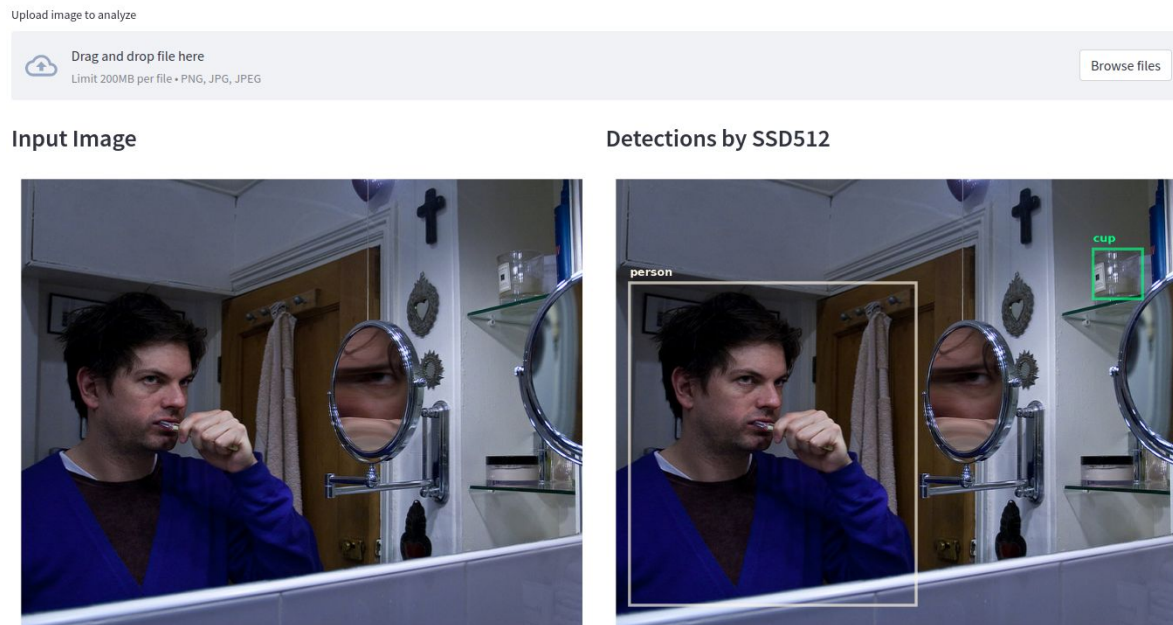 Upload image to analyze
Drag and drop file here
Limit 200MB per file • PNG, JPG, JPEG
Browse files
Input Image
Detections by SSD512
person
cup